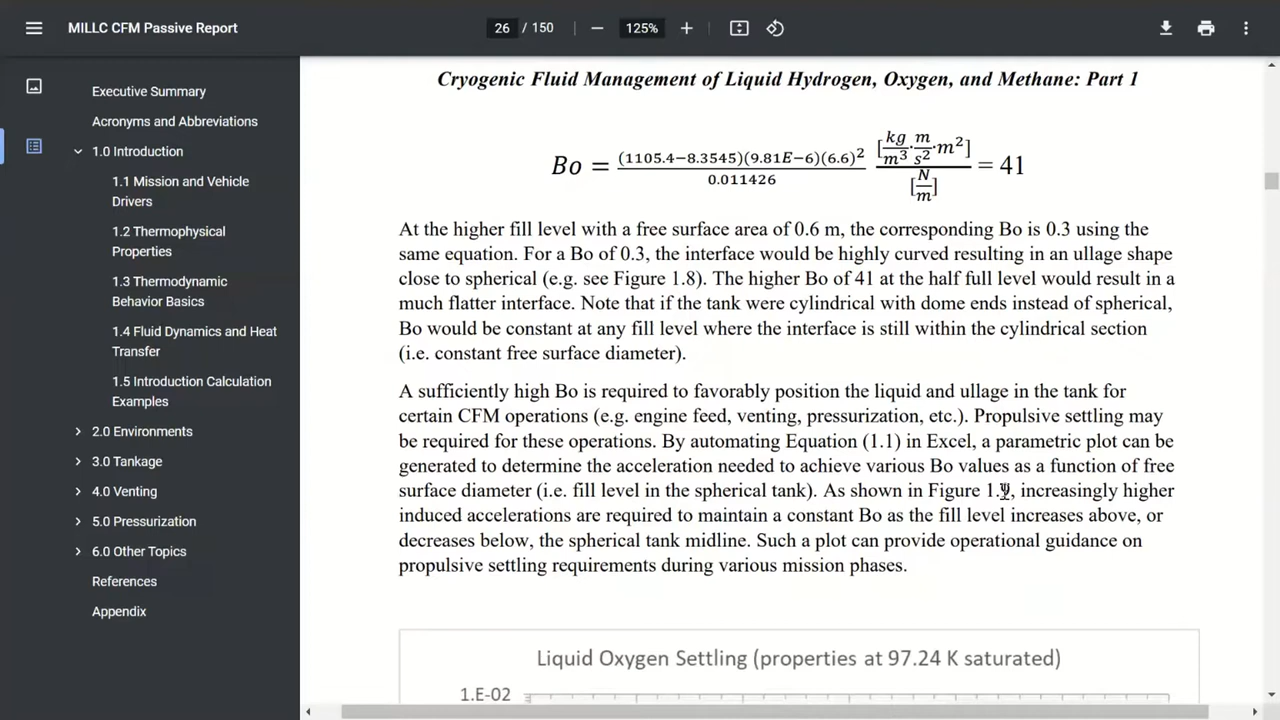 MILLC CFM Passive Report
26 / 150
125%
Executive Summary
Acronyms and Abbreviations
1.0 Introduction
1.1 Mission and Vehicle
Drivers
1.2 Thermophysical
Properties
1.3 Thermodynamic
Behavior Basics
1.4 Fluid Dynamics and Heat
Transfer
1.5 Introduction Calculation
Examples
2.0 Environments
3.0 Tankage
4.0 Venting
5.0 Pressurization
6.0 Other Topics
References
Appendix
Cryogenic Fluid Management of Liquid Hydrogen, Oxygen, and Methane: Part 1
Bo = (1105.4−8.3545)(9.81E−6)(6.6)² / 0.011426 [kg/m³ · m/s² · m²] / [N/m] = 41
At the higher fill level with a free surface area of 0.6 m, the corresponding Bo is 0.3 using the
same equation. For a Bo of 0.3, the interface would be highly curved resulting in an ullage shape
close to spherical (e.g. see Figure 1.8). The higher Bo of 41 at the half full level would result in a
much flatter interface. Note that if the tank were cylindrical with dome ends instead of spherical,
Bo would be constant at any fill level where the interface is still within the cylindrical section
(i.e. constant free surface diameter).
A sufficiently high Bo is required to favorably position the liquid and ullage in the tank for
certain CFM operations (e.g. engine feed, venting, pressurization, etc.). Propulsive settling may
be required for these operations. By automating Equation (1.1) in Excel, a parametric plot can be
generated to determine the acceleration needed to achieve various Bo values as a function of free
surface diameter (i.e. fill level in the spherical tank). As shown in Figure increasingly higher
induced accelerations are required to maintain a constant Bo as the fill level increases above, or
decreases below, the spherical tank midline. Such a plot can provide operational guidance on
propulsive settling requirements during various mission phases.
Liquid Oxygen Settling (properties at 97.24 K saturated)
1.E-02